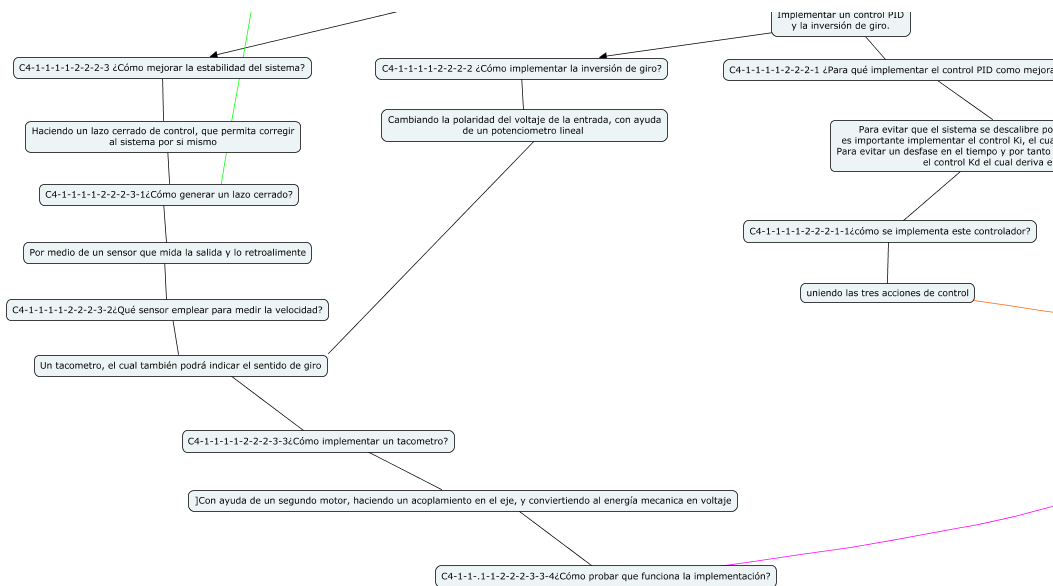 Implementar un control PID
y la inversión de giro.
C4-1-1-1-1-2-2-2-3 ¿Cómo mejorar la estabilidad del sistema?
C4-1-1-1-1-2-2-2-2 ¿Cómo implementar la inversión de giro?
C4-1-1-1-1-2-2-2-1 ¿Para qué implementar el control PID como mejora
Haciendo un lazo cerrado de control, que permita corregir
al sistema por si mismo
Cambiando la polaridad del voltaje de la entrada, con ayuda
de un potenciometro lineal
Para evitar que el sistema se descalibre po
es importante implementar el control Ki, el cua
Para evitar un desfase en el tiempo y por tanto
el control Kd el cual deriva e
C4-1-1-1-1-2-2-2-3-1¿Cómo generar un lazo cerrado?
C4-1-1-1-1-2-2-2-1-1¿cómo se implementa este controlador?
Por medio de un sensor que mida la salida y lo retroalimente
uniendo las tres acciones de control
C4-1-1-1-1-2-2-2-3-2¿Qué sensor emplear para medir la velocidad?
Un tacometro, el cual también podrá indicar el sentido de giro
C4-1-1-1-1-2-2-2-3-3¿Cómo implementar un tacometro?
]Con ayuda de un segundo motor, haciendo un acoplamiento en el eje, y conviertiendo al energía mecanica en voltaje
C4-1-1-.1-1-2-2-2-3-3-4¿Cómo probar que funciona la implementación?